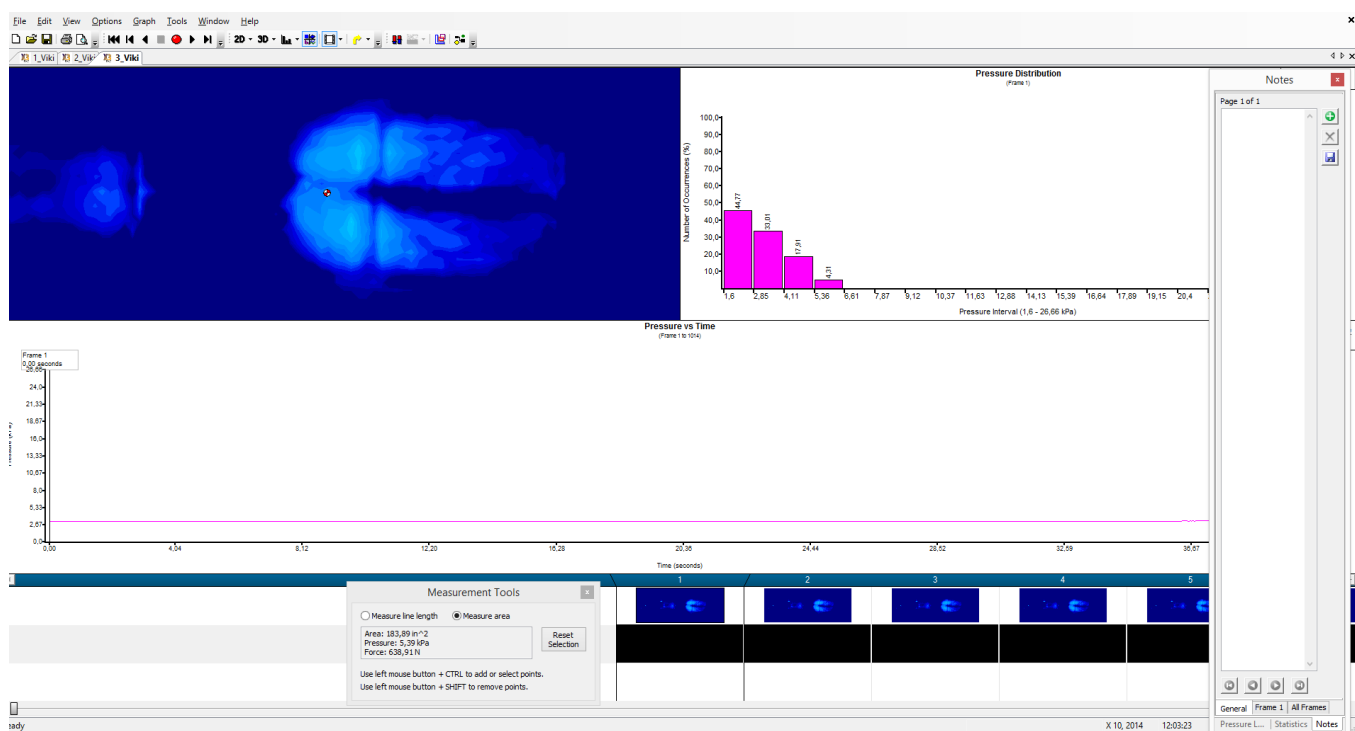 File Edit View Options Graph Tools Window Help
2D 3D
1_Viki 2_Vik 3_Viki
Pressure Distribution
(Frame 1)
Number of Occurrences (%)
100,0
90,0
80,0
70,0
60,0
50,0
40,0
30,0
20,0
10,0
44,77
33,01
17,91
4,31
1,6 2,85 4,11 5,36 6,61 7,87 9,12 10,37 11,63 12,88 14,13 15,39 16,64 17,89 19,15 20,4
Pressure Interval (1,6 - 26,66 kPa)
Pressure vs Time
(Frame 1 to 1014)
Frame 1
0,00 seconds
24,0
21,33
18,67
16,0
13,33
10,67
8,0
5,33
2,67
0,0
0,00 4,04 8,12 12,20 16,28 20,36 24,44 28,52 32,59 36,67
Time (seconds)
1 2 3 4 5
Measurement Tools
Measure line length Measure area
Area: 183,89 in^2
Pressure: 5,39 kPa
Force: 638,91 N
Reset
Selection
Use left mouse button + CTRL to add or select points.
Use left mouse button + SHIFT to remove points.
Notes
Page 1 of 1
General Frame 1 All Frames
Pressure L... Statistics Notes
eady
X 10, 2014 12:03:23